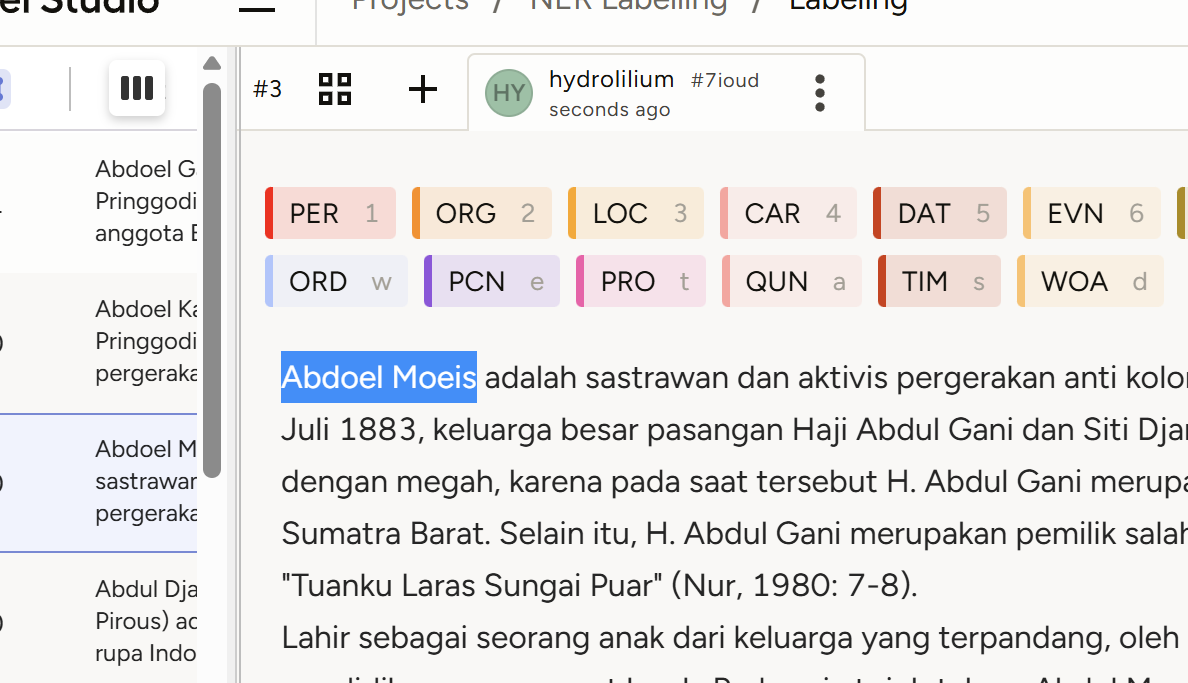 el Studio
Projects / NER Labelling / Labeling
#3
HY
hydrolilium #7ioud
seconds ago
PER 1
ORG 2
LOC 3
CAR 4
DAT 5
EVN 6
ORD w
PCN e
PRO t
QUN a
TIM s
WOA d
Abdoel G
Pringgodi
anggota
Abdoel Ka
Pringgodi
pergeraka
Abdoel M
sastrawan
pergeraka
Abdul Dja
Pirous) ad
rupa Indo
Abdoel Moeis adalah sastrawan dan aktivis pergerakan anti kolon
Juli 1883, keluarga besar pasangan Haji Abdul Gani dan Siti Djan
dengan megah, karena pada saat tersebut H. Abdul Gani merupa
Sumatra Barat. Selain itu, H. Abdul Gani merupakan pemilik salah
"Tuanku Laras Sungai Puar" (Nur, 1980: 7-8).
Lahir sebagai seorang anak dari keluarga yang terpandang, oleh